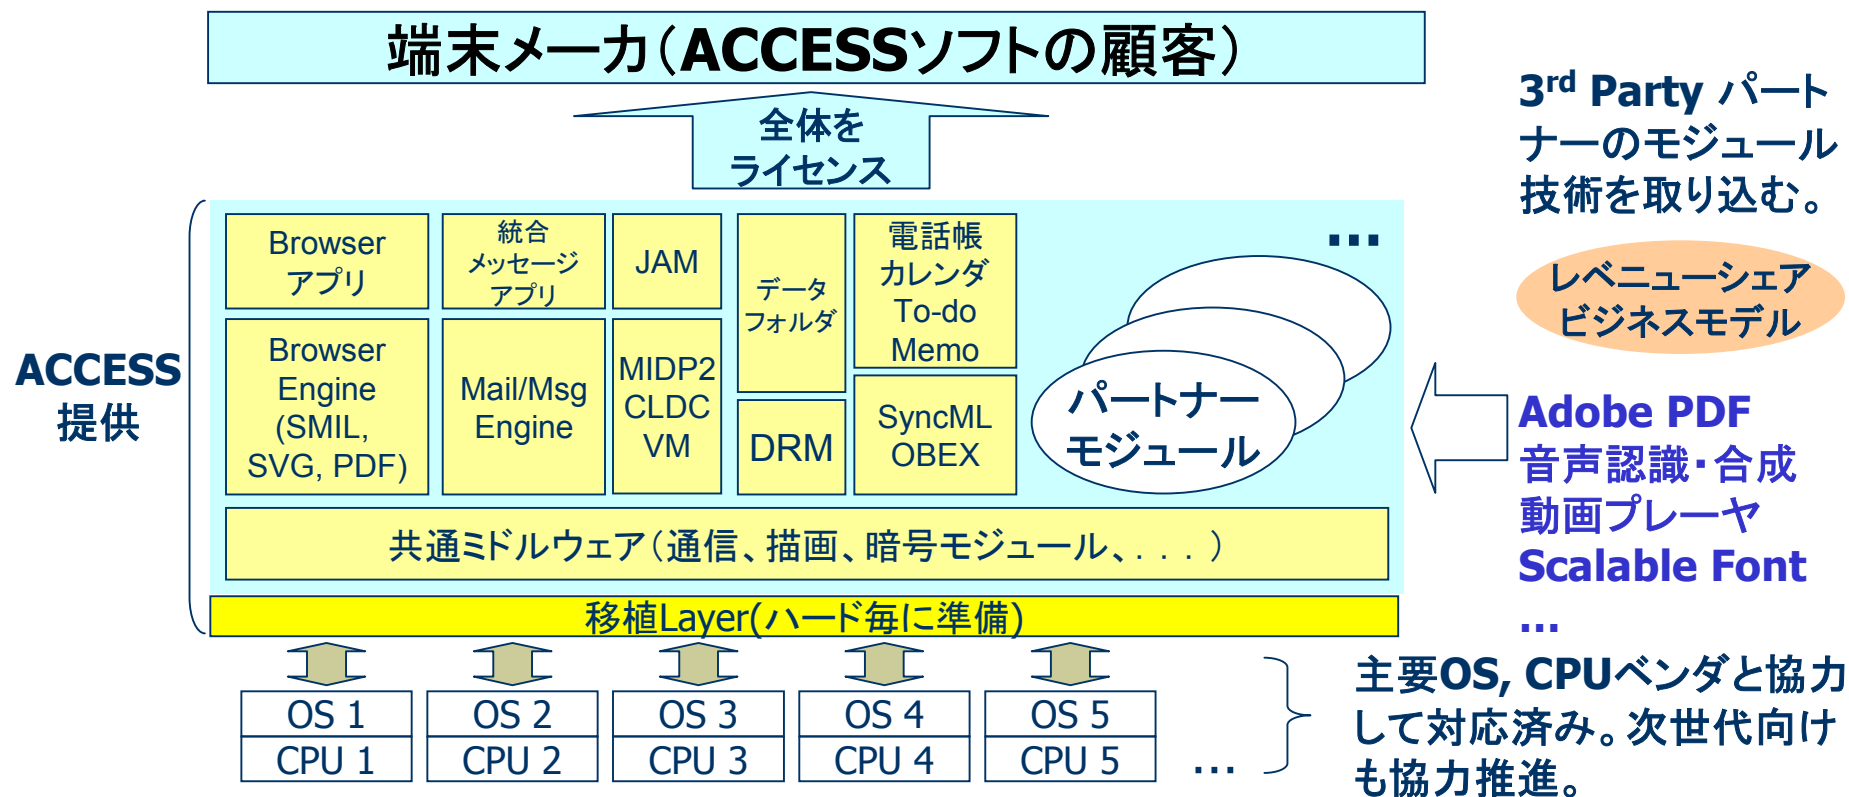 端末メーカ（ACCESSソフトの顧客）
全体を
ライセンス
3rd Party パート
ナーのモジュール
技術を取り込む。
レベニューシェア
ビジネスモデル
ACCESS
提供
Browser
アプリ
統合
メッセージ
アプリ
JAM
データ
フォルダ
電話帳
カレンダ
To-do
Memo
...
Browser
Engine
(SMIL,
SVG, PDF)
Mail/Msg
Engine
MIDP2
CLDC
VM
DRM
SyncML
OBEX
パートナー
モジュール
Adobe PDF
音声認識・合成
動画プレーヤ
Scalable Font
...
共通ミドルウェア（通信、描画、暗号モジュール、．．．）
移植Layer(ハード毎に準備)
OS 1
OS 2
OS 3
OS 4
OS 5
CPU 1
CPU 2
CPU 3
CPU 4
CPU 5
...
主要OS, CPUベンダと協力
して対応済み。次世代向け
も協力推進。